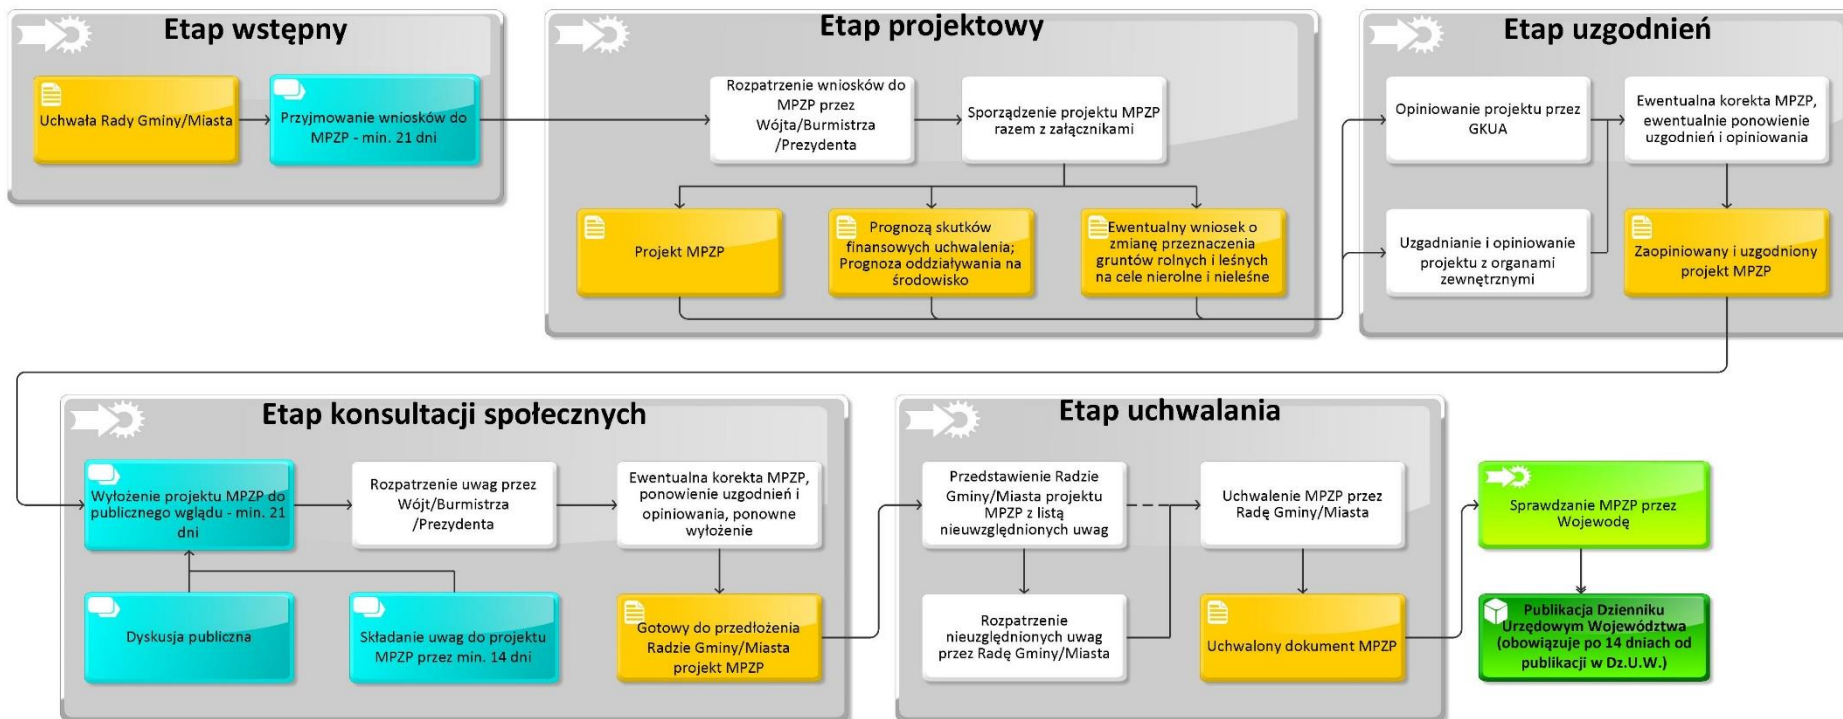 Etap wstępny
Uchwała Rady Gminy/Miasta
Przyjmowanie wniosków do
MPZP - min. 21 dni
Etap projektowy
Rozpatrzenie wniosków do
MPZP przez
Wójta/Burmistrza
/Prezydenta
Sporządzenie projektu MPZP
razem z załącznikami
Projekt MPZP
Prognozą skutków
finansowych uchwalenia;
Prognoza oddziaływania na
środowisko
Ewentualny wniosek o
zmianę przeznaczenia
gruntów rolnych i leśnych
na cele nierolne i nieleśne
Etap uzgodnień
Opiniowanie projektu przez
GKUA
Ewentualna korekta MPZP,
ewentualnie ponowienie
uzgodnień i opiniowania
Uzgadnianie i opiniowanie
projektu z organami
zewnętrznymi
Zaopiniowany i uzgodniony
projekt MPZP
Etap konsultacji społecznych
Wyłożenie projektu MPZP do
publicznego wglądu - min. 21
dni
Rozpatrzenie uwag przez
Wójt/Burmistrza
/Prezydenta
Ewentualna korekta MPZP,
ponowienie uzgodnień i
opiniowania, ponowne
wyłożenie
Dyskusja publiczna
Składanie uwag do projektu
MPZP przez min. 14 dni
Gotowy do przedłożenia
Radzie Gminy/Miasta
projekt MPZP
Etap uchwalania
Przedstawienie Radzie
Gminy/Miasta projektu
MPZP z listą
nieuwzględnionych uwag
Uchwalenie MPZP przez
Radę Gminy/Miasta
Rozpatrzenie
nieuzględnionych uwag
przez Radę Gminy/Miasta
Uchwalony dokument MPZP
Sprawdzanie MPZP przez
Wojewodę
Publikacja Dzienniku
Urzędowym Województwa
(obowiązuje po 14 dniach od
publikacji w Dz.U.W.)